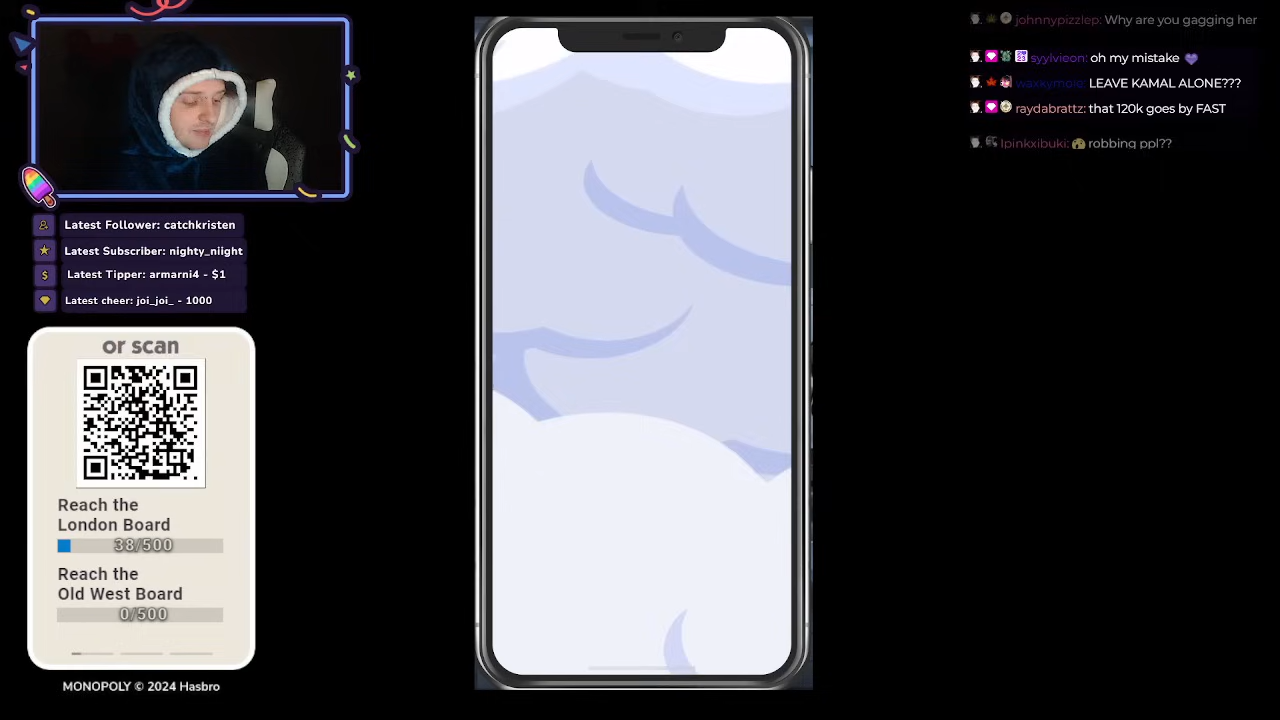 Latest Follower: catchkristen
Latest Subscriber: nighty_niight
Latest Tipper: armarni4 - $1
Latest cheer: joi_joi_ - 1000
or scan
Reach the
London Board
38/500
Reach the
Old West Board
0/500
MONOPOLY © 2024 Hasbro
johnnypizzlep: Why are you gagging her
syylvieon: oh my mistake
LEAVE KAMAL ALONE???
raydabrattz: that 120k goes by FAST
lpinkxibuki: robbing ppl??